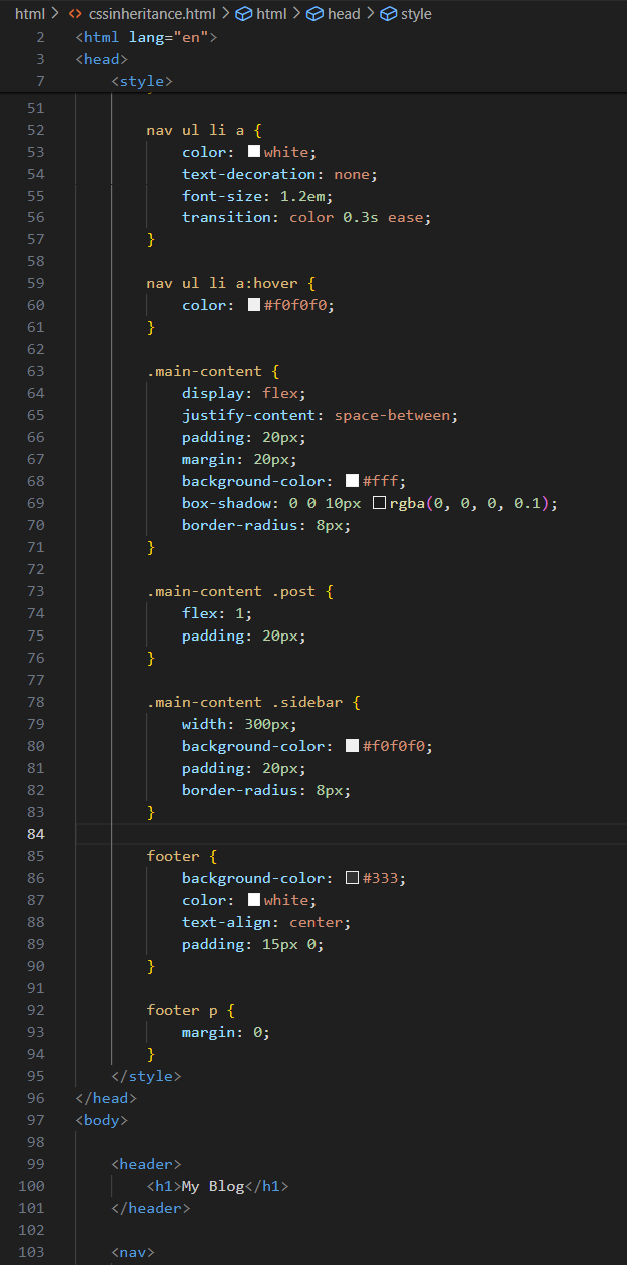 html > cssinheritance.html > html > head > style
2 <html lang="en">
3 <head>
7 <style>
51
52 nav ul li a {
53 color: white;
54 text-decoration: none;
55 font-size: 1.2em;
56 transition: color 0.3s ease;
57 }
58
59 nav ul li a:hover {
60 color: #f0f0f0;
61 }
62
63 .main-content {
64 display: flex;
65 justify-content: space-between;
66 padding: 20px;
67 margin: 20px;
68 background-color: #fff;
69 box-shadow: 0 0 10px rgba(0, 0, 0, 0.1);
70 border-radius: 8px;
71 }
72
73 .main-content .post {
74 flex: 1;
75 padding: 20px;
76 }
77
78 .main-content .sidebar {
79 width: 300px;
80 background-color: #f0f0f0;
81 padding: 20px;
82 border-radius: 8px;
83 }
84
85 footer {
86 background-color: #333;
87 color: white;
88 text-align: center;
89 padding: 15px 0;
90 }
91
92 footer p {
93 margin: 0;
94 }
95 </style>
96 </head>
97 <body>
98
99 <header>
100 <h1>My Blog</h1>
101 </header>
102
103 <nav>